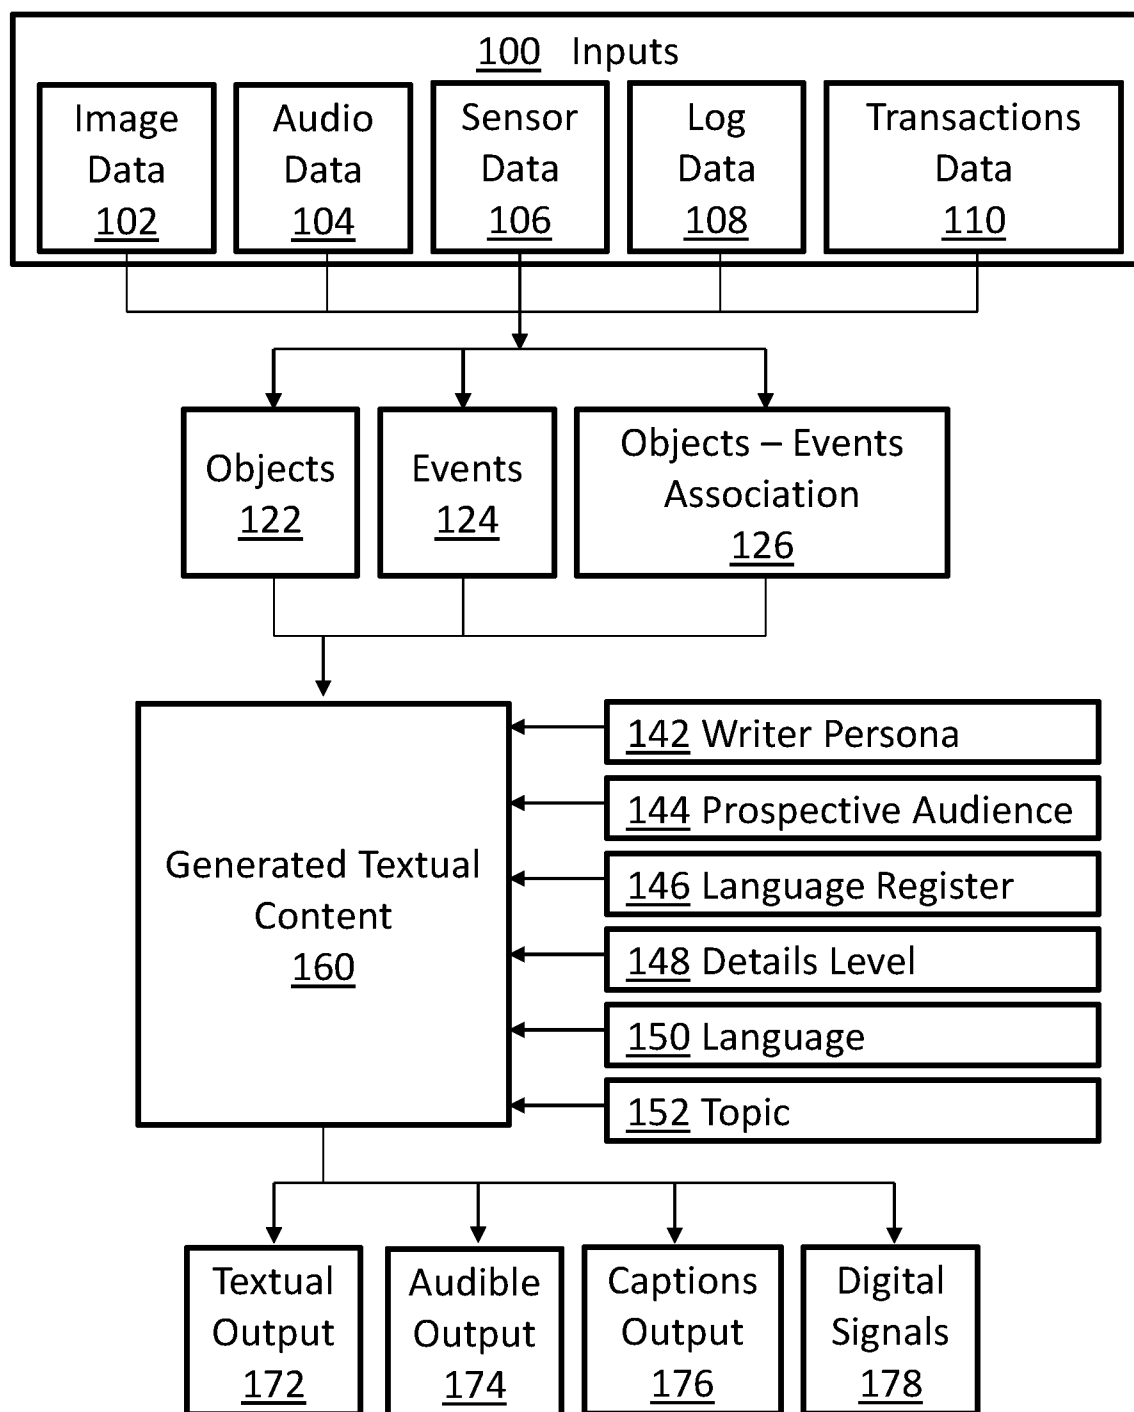 100 Inputs
Image
Data
102
Audio
Data
104
Sensor
Data
106
Log
Data
108
Transactions
Data
110
Objects
122
Events
124
Objects – Events
Association
126
Generated Textual
Content
160
142 Writer Persona
144 Prospective Audience
146 Language Register
148 Details Level
150 Language
152 Topic
Textual
Output
172
Audible
Output
174
Captions
Output
176
Digital
Signals
178